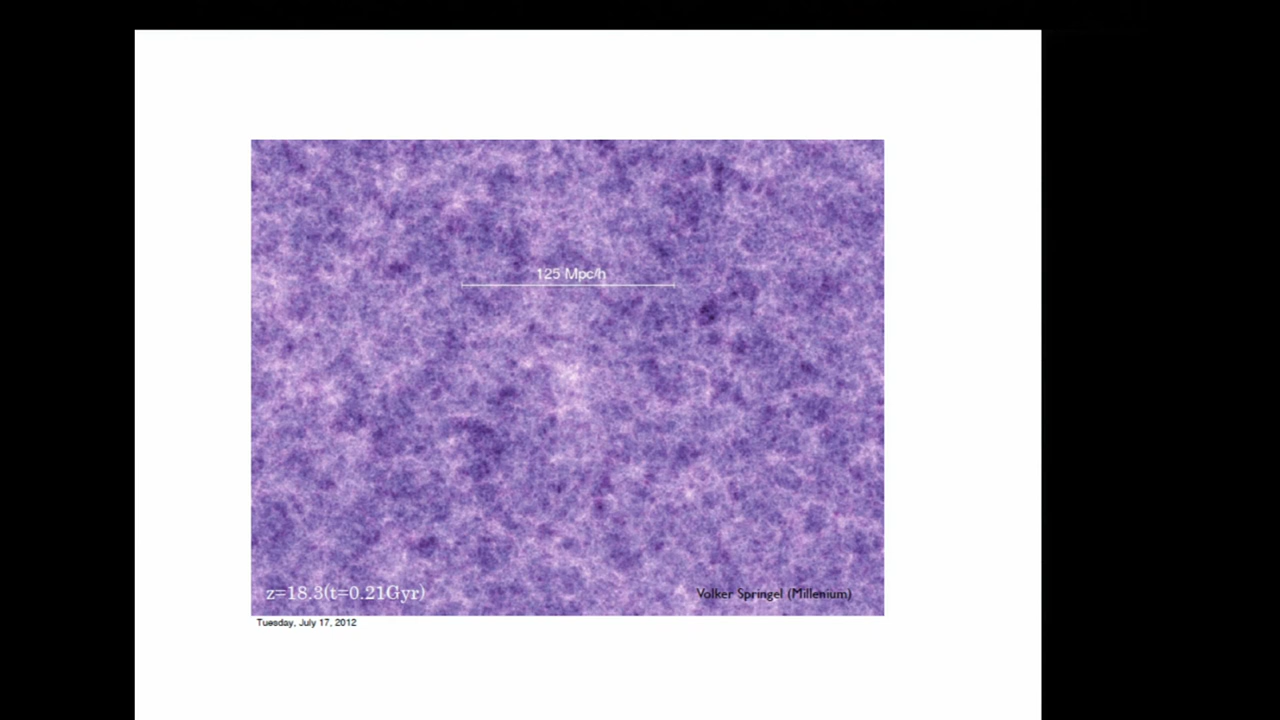 125 Mpc/h
z=18.3(t=0.21Gyr)
Volker Springel (Millenium)
Tuesday, July 17, 2012